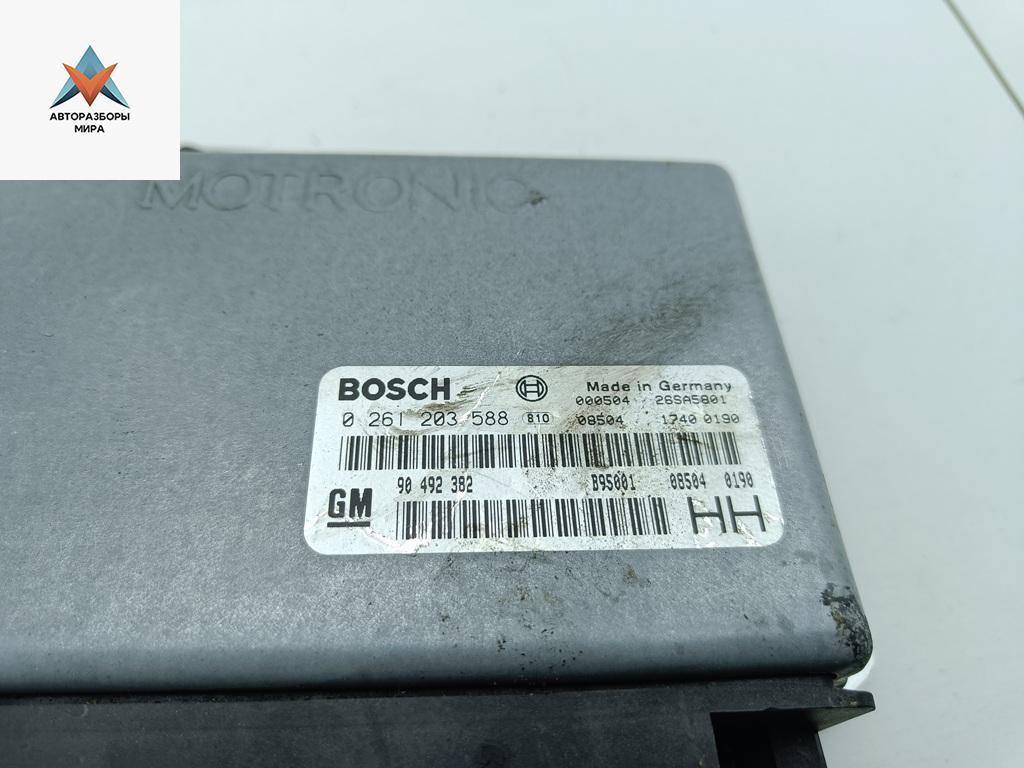 АВТОРАЗБОРЫ
МИРА
MOTRONIC
BOSCH Made in Germany
000504 26SA5801
0 261 203 588 B10 08504 1740 0190
GM 90 492 382 B95001 08504 0190
HH